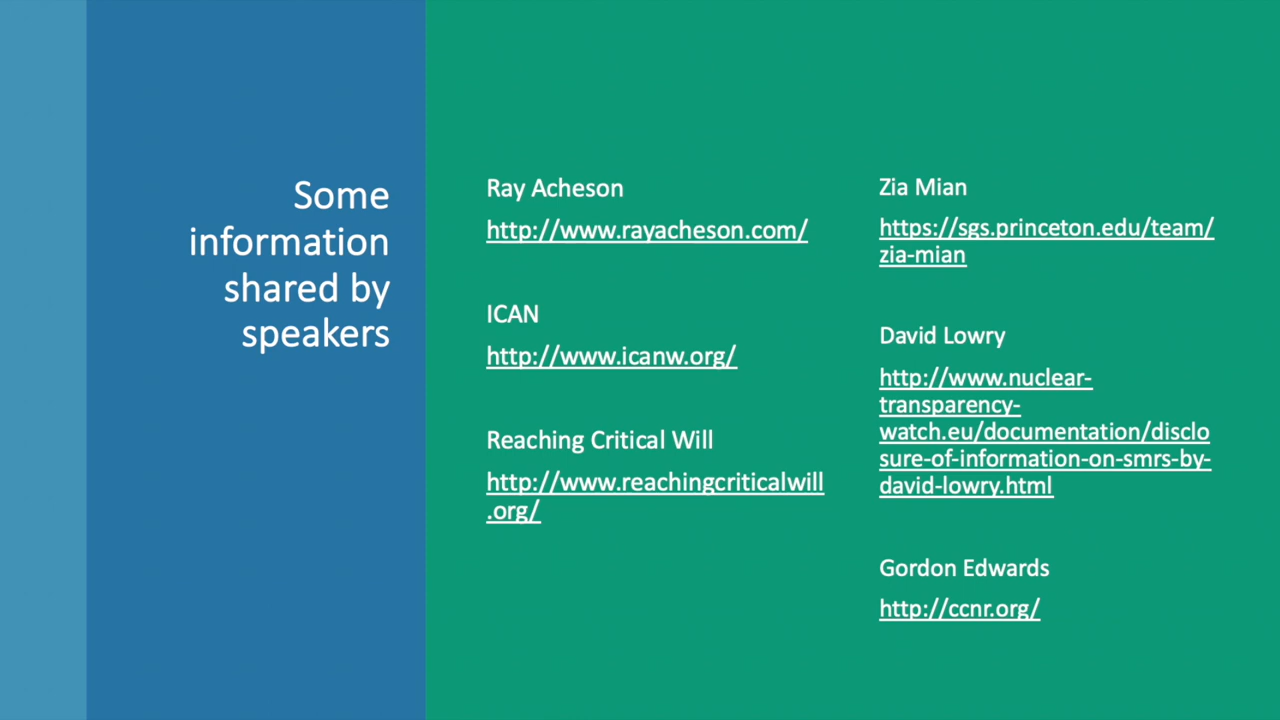 Some
information
shared by
speakers
Ray Acheson
http://www.rayacheson.com/
ICAN
http://www.icanw.org/
Reaching Critical Will
http://www.reachingcriticalwill
.org/
Zia Mian
https://sgs.princeton.edu/team/
zia-mian
David Lowry
http://www.nuclear-
transparency-
watch.eu/documentation/disclo
sure-of-information-on-smrs-by-
david-lowry.html
Gordon Edwards
http://ccnr.org/